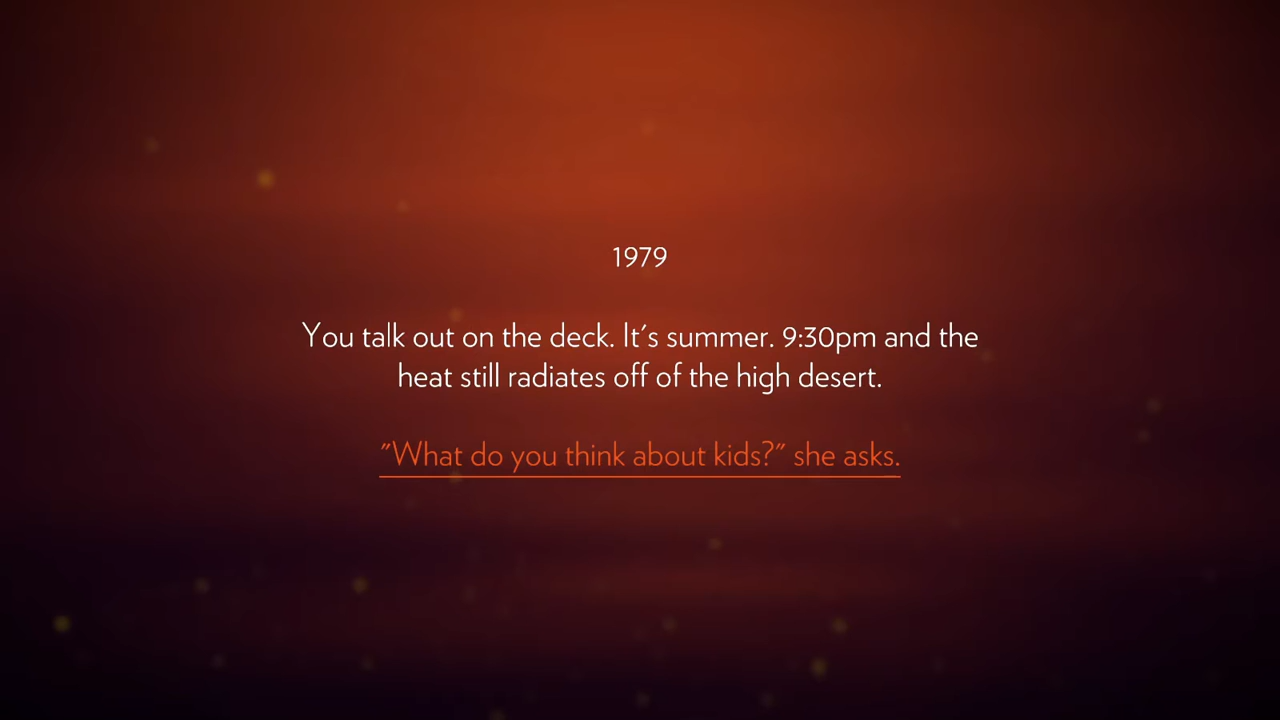 1979
You talk out on the deck. It's summer. 9:30pm and the
heat still radiates off of the high desert.
"What do you think about kids?" she asks.